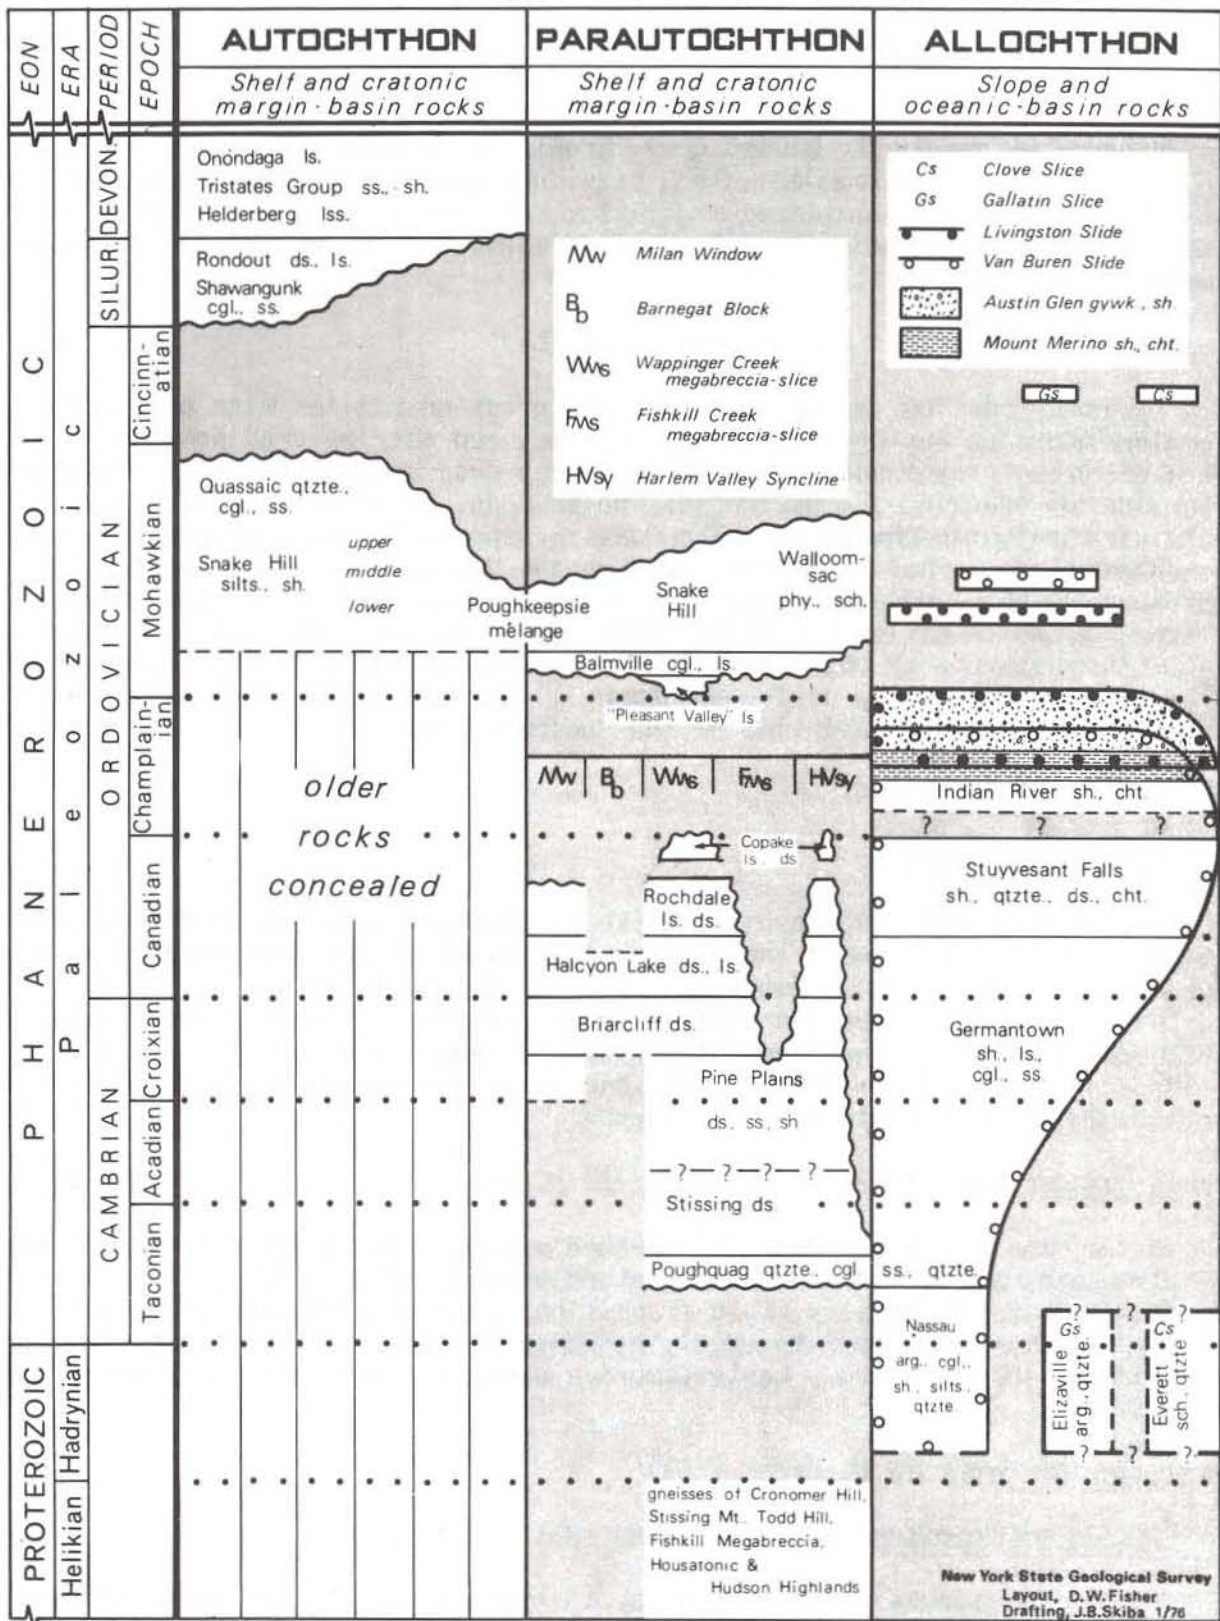 EON
ERA
PERIOD
EPOCH
AUTOCHTHON
Shelf and cratonic
margin-basin rocks
PARAUTOCHTHON
Shelf and cratonic
margin-basin rocks
ALLOCHTHON
Slope and
oceanic-basin rocks
PHANEROZOIC
PROTEROZOIC
Paleozoic
Hadrynian
Helikian
DEVON.
SILUR.
ORDOVICIAN
CAMBRIAN
Cincinn-
atian
Mohawkian
Champlain-
ian
Canadian
Croixian
Acadian
Taconian
Onondaga ls.
Tristates Group ss., sh.
Helderberg lss.
Rondout ds., ls.
Shawangunk
cgl., ss.
Quassaic qtzte.,
cgl., ss.
Snake Hill
silts., sh.
upper
middle
lower
Poughkeepsie
mélange
older
rocks
concealed
Mw Milan Window
Bb Barnegat Block
Wms Wappinger Creek
megabreccia-slice
Fms Fishkill Creek
megabreccia-slice
HVsy Harlem Valley Syncline
Snake
Hill
Walloom-
sac
phy., sch.
Balmville cgl., ls.
"Pleasant Valley" ls
Mw Bb Wms Fms HVsy
Copake
ls. ds
Rochdale
ls. ds.
Halcyon Lake ds., ls.
Briarcliff ds.
Pine Plains
ds., ss., sh
? ? ? ?
Stissing ds.
Poughquag qtzte., cgl. ss., qtzte.
gneisses of Cronomer Hill,
Stissing Mt., Todd Hill,
Fishkill Megabreccia,
Housatonic &
Hudson Highlands
Cs Clove Slice
Gs Gallatin Slice
Livingston Slide
Van Buren Slide
Austin Glen gywk., sh.
Mount Merino sh., cht.
Gs Cs
Indian River sh., cht.
? ? ?
Stuyvesant Falls
sh., qtzte., ds., cht.
Germantown
sh., ls.,
cgl., ss.
Nassau
arg., cgl.,
sh., silts.,
qtzte.
? ? ?
Gs
Elizaville
arg., qtzte.
Cs
Everett
sch., qtzte
? ? ?
New York State Geological Survey
Layout, D.W. Fisher
Drafting, J.B. Skiba 1/76